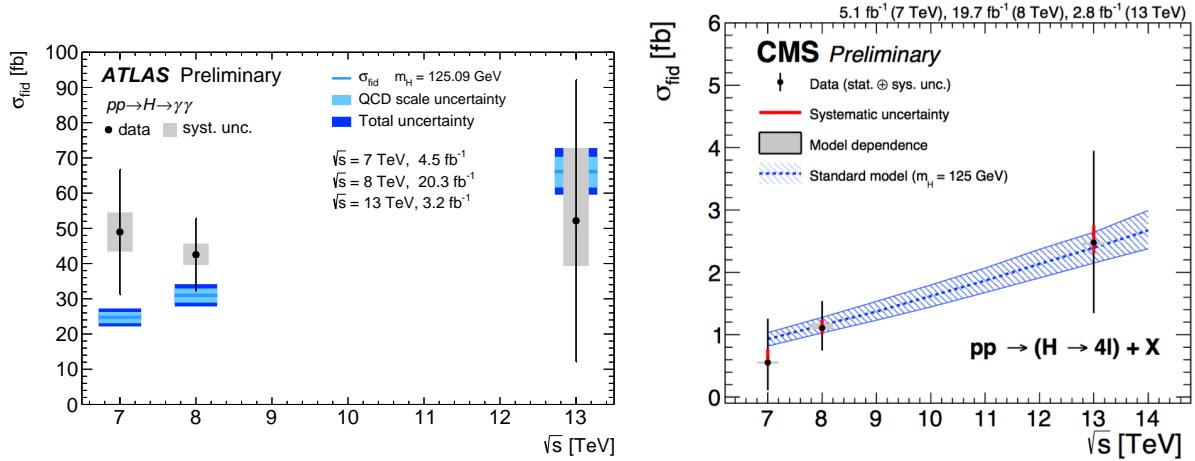 ATLAS Preliminary
pp→H→γγ
data syst. unc.
σfid mH = 125.09 GeV
QCD scale uncertainty
Total uncertainty
√s = 7 TeV, 4.5 fb⁻¹
√s = 8 TeV, 20.3 fb⁻¹
√s = 13 TeV, 3.2 fb⁻¹
σfid [fb]
100
90
80
70
60
50
40
30
20
10
0
7 8 9 10 11 12 13
√s [TeV]
5.1 fb⁻¹ (7 TeV), 19.7 fb⁻¹ (8 TeV), 2.8 fb⁻¹ (13 TeV)
CMS Preliminary
Data (stat. ⊕ sys. unc.)
Systematic uncertainty
Model dependence
Standard model (mH = 125 GeV)
pp → (H → 4l) + X
σfid [fb]
6
5
4
3
2
1
0
7 8 9 10 11 12 13 14
√s [TeV]